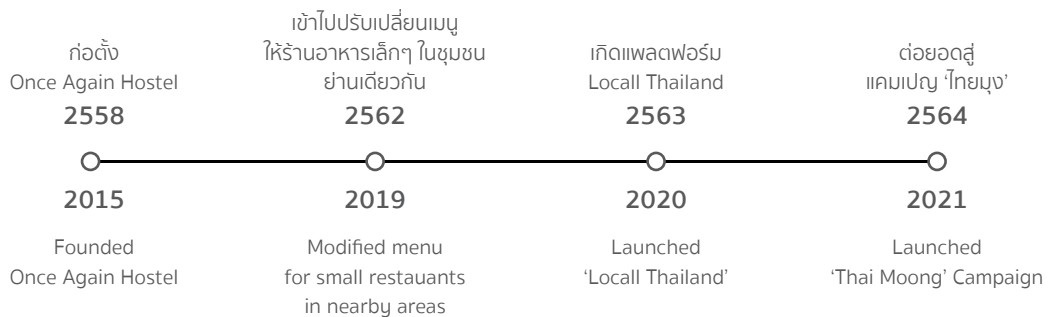 ก่อตั้ง
Once Again Hostel
2558
เข้าไปปรับเปลี่ยนเมนู
ให้ร้านอาหารเล็กๆ ในชุมชน
ย่านเดียวกัน
2562
เกิดแพลตฟอร์ม
Locall Thailand
2563
ต่อยอดสู่
แคมเปญ ‘ไทยมุง’
2564
2015
Founded
Once Again Hostel
2019
Modified menu
for small restauants
in nearby areas
2020
Launched
‘Locall Thailand’
2021
Launched
‘Thai Moong’ Campaign